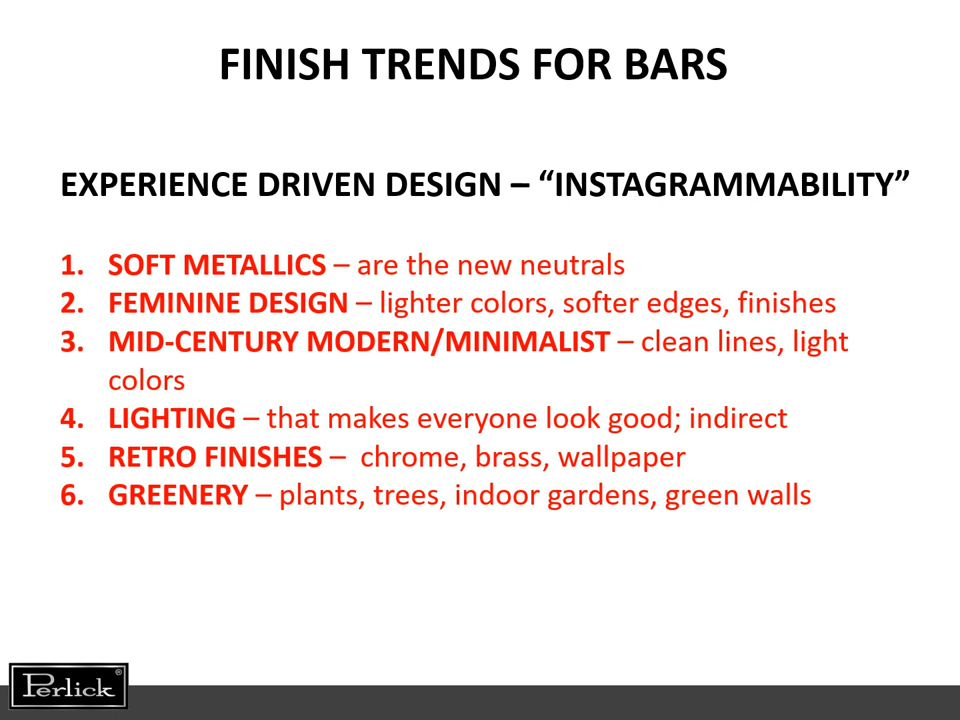 FINISH TRENDS FOR BARS
EXPERIENCE DRIVEN DESIGN – “INSTAGRAMMABILITY”
1. SOFT METALLICS – are the new neutrals
2. FEMININE DESIGN – lighter colors, softer edges, finishes
3. MID-CENTURY MODERN/MINIMALIST – clean lines, light
colors
4. LIGHTING – that makes everyone look good; indirect
5. RETRO FINISHES – chrome, brass, wallpaper
6. GREENERY – plants, trees, indoor gardens, green walls
Perlick®